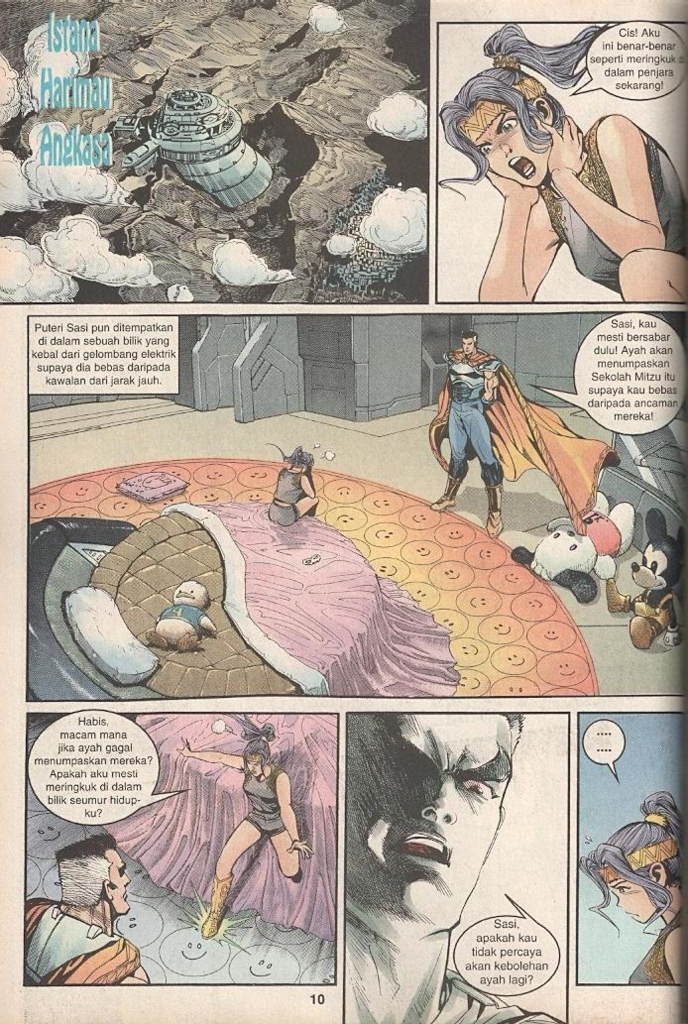 Istana
Harimau
Angkasa
Cis! Aku
ini benar-benar
seperti meringkuk
dalam penjara
sekarang!
Puteri Sasi pun ditempatkan
di dalam sebuah bilik yang
kebal dari gelombang elektrik
supaya dia bebas daripada
kawalan dari jarak jauh.
Sasi, kau
mesti bersabar
dulu! Ayah akan
menumpaskan
Sekolah Mitzu itu
supaya kau bebas
daripada ancaman
mereka!
Habis,
macam mana
jika ayah gagal
menumpaskan mereka?
Apakah aku mesti
meringkuk di dalam
bilik seumur hidup-
ku?
Sasi,
apakah kau
tidak percaya
akan kebolehan
ayah lagi?
....
....
10